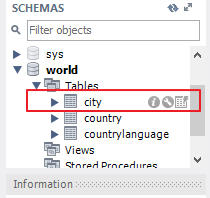 SCHEMAS
Filter objects
sys
world
Tables
city
country
countrylanguage
Views
Stored Procedures
Information